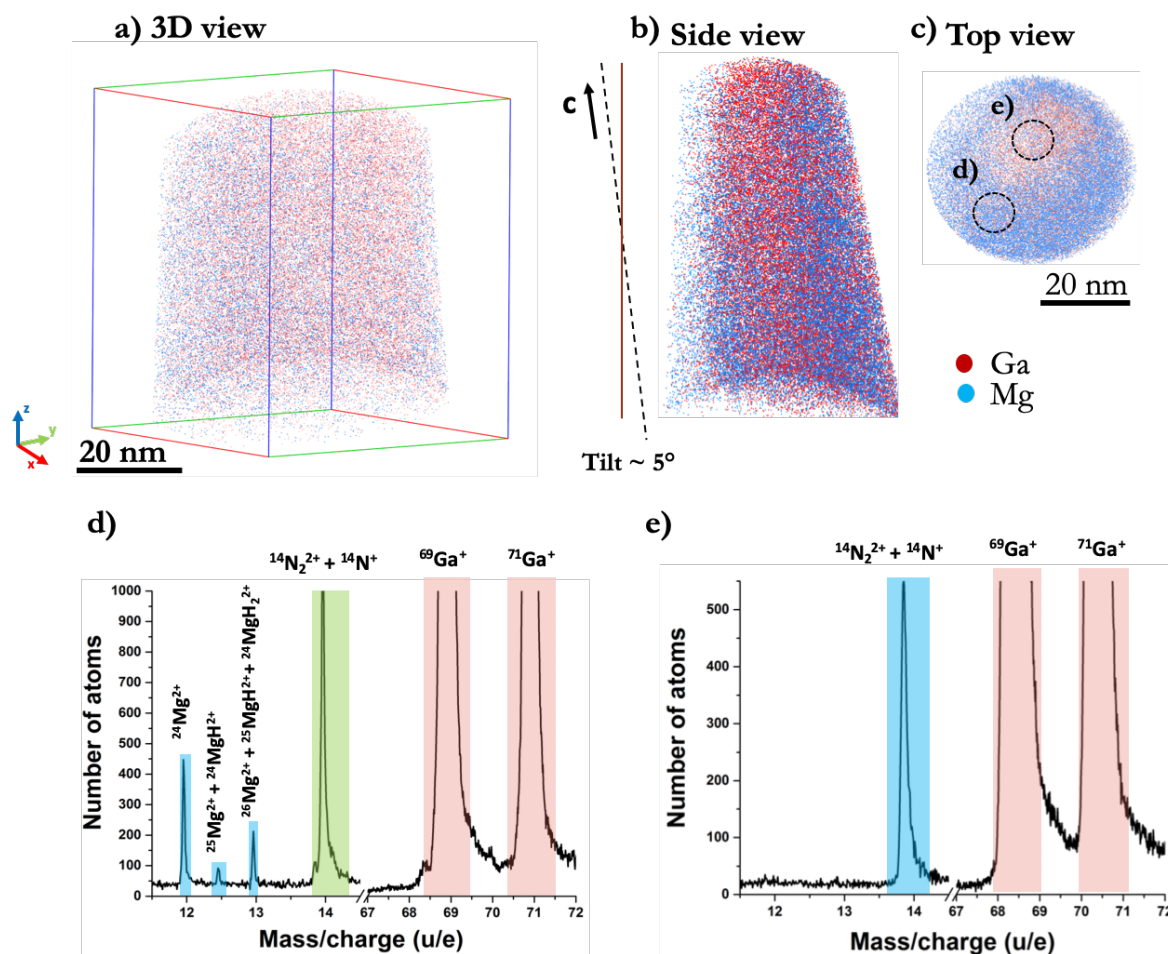 a) 3D view
b) Side view
c) Top view
c
e)
d)
20 nm
Ga
Mg
z
y
x
20 nm
Tilt ~ 5°
d)
¹⁴N₂²⁺ + ¹⁴N⁺
⁶⁹Ga⁺
⁷¹Ga⁺
²⁴Mg²⁺
²⁵Mg²⁺ + ²⁴MgH²⁺
²⁶Mg²⁺ + ²⁵MgH²⁺ + ²⁴MgH₂²⁺
Number of atoms
1000
900
800
700
600
500
400
300
200
100
0
12 13 14 67 68 69 70 71 72
Mass/charge (u/e)
e)
¹⁴N₂²⁺ + ¹⁴N⁺
⁶⁹Ga⁺
⁷¹Ga⁺
Number of atoms
500
400
300
200
100
0
12 13 14 67 68 69 70 71 72
Mass/charge (u/e)